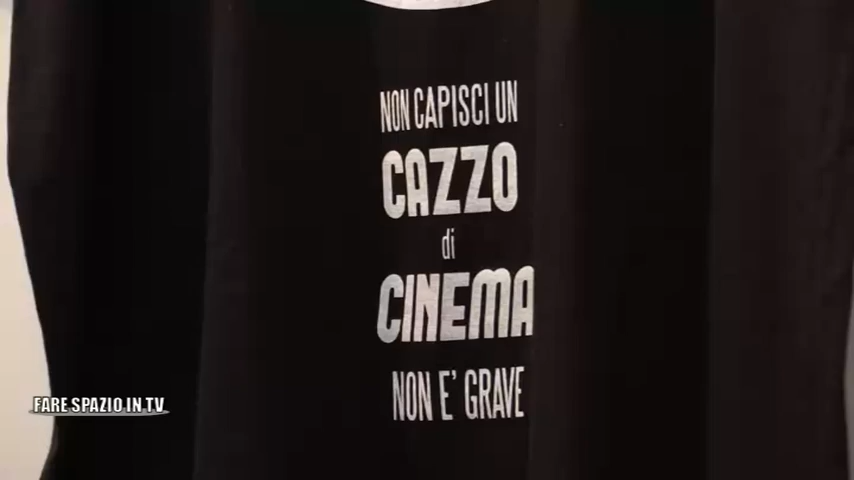 NON CAPISCI UN
CAZZO
di
CINEMA
NON E' GRAVE
FARE SPAZIO IN TV